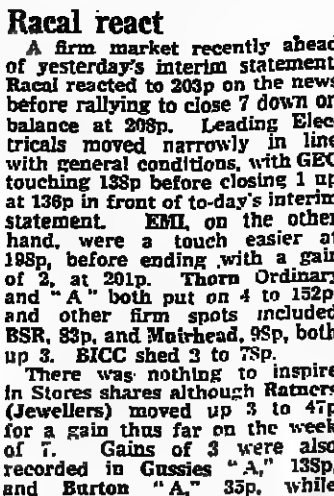 Racal react
A firm market recently ahead
of yesterday's interim statement
Racal reacted to 203p on the news
before rallying to close 7 down on
balance at 208p. Leading Elec-
tricals moved narrowly in line
with general conditions, with GEC
touching 138p before closing 1 up
at 136p in front of to-day's interim
statement. EMI, on the other
hand, were a touch easier at
198p, before ending with a gain
of 2, at 201p. Thorn Ordinary
and "A" both put on 4 to 152p
and other firm spots included
BSR, 83p, and Muirhead, 98p, both
up 3. BICC shed 2 to 78p.
There was nothing to inspire
in Stores shares although Ratners
(Jewellers) moved up 3 to 47p
for a gain thus far on the week
of 7. Gains of 3 were also
recorded in Gussies "A," 138p
and Burton "A," 35p, while